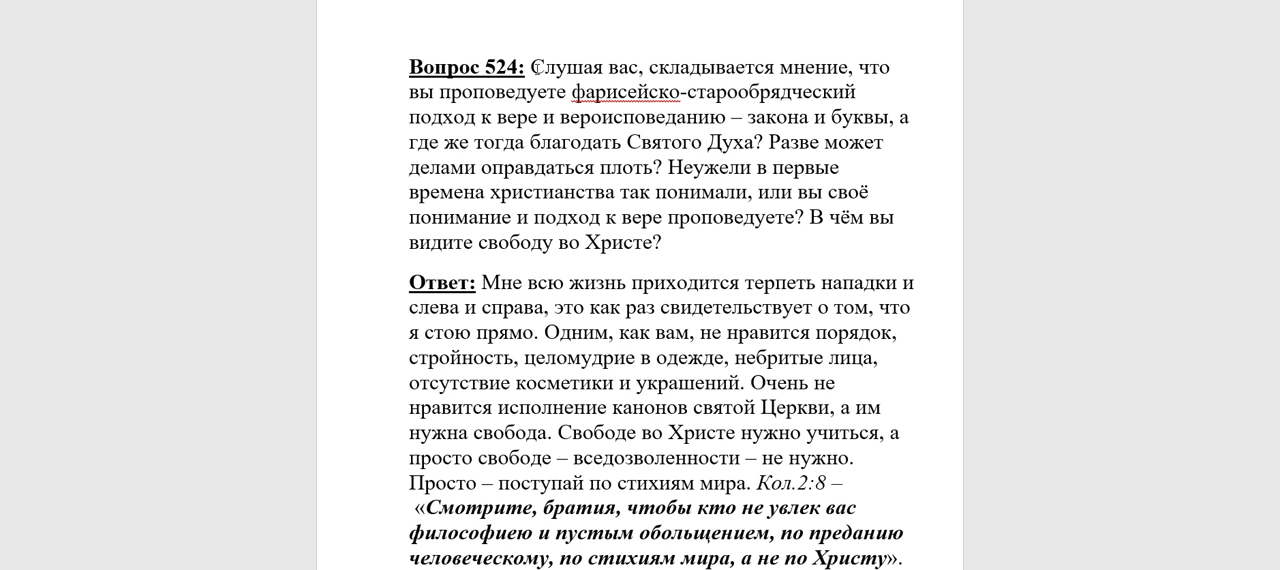 Вопрос 524: Слушая вас, складывается мнение, что
вы проповедуете фарисейско-старообрядческий
подход к вере и вероисповеданию – закона и буквы, а
где же тогда благодать Святого Духа? Разве может
делами оправдаться плоть? Неужели в первые
времена христианства так понимали, или вы своё
понимание и подход к вере проповедуете? В чём вы
видите свободу во Христе?
Ответ: Мне всю жизнь приходится терпеть нападки и
слева и справа, это как раз свидетельствует о том, что
я стою прямо. Одним, как вам, не нравится порядок,
стройность, целомудрие в одежде, небритые лица,
отсутствие косметики и украшений. Очень не
нравится исполнение канонов святой Церкви, а им
нужна свобода. Свободе во Христе нужно учиться, а
просто свободе – вседозволенности – не нужно.
Просто – поступай по стихиям мира. Кол.2:8 –
«Смотрите, братия, чтобы кто не увлек вас
философиею и пустым обольщением, по преданию
человеческому, по стихиям мира, а не по Христу».